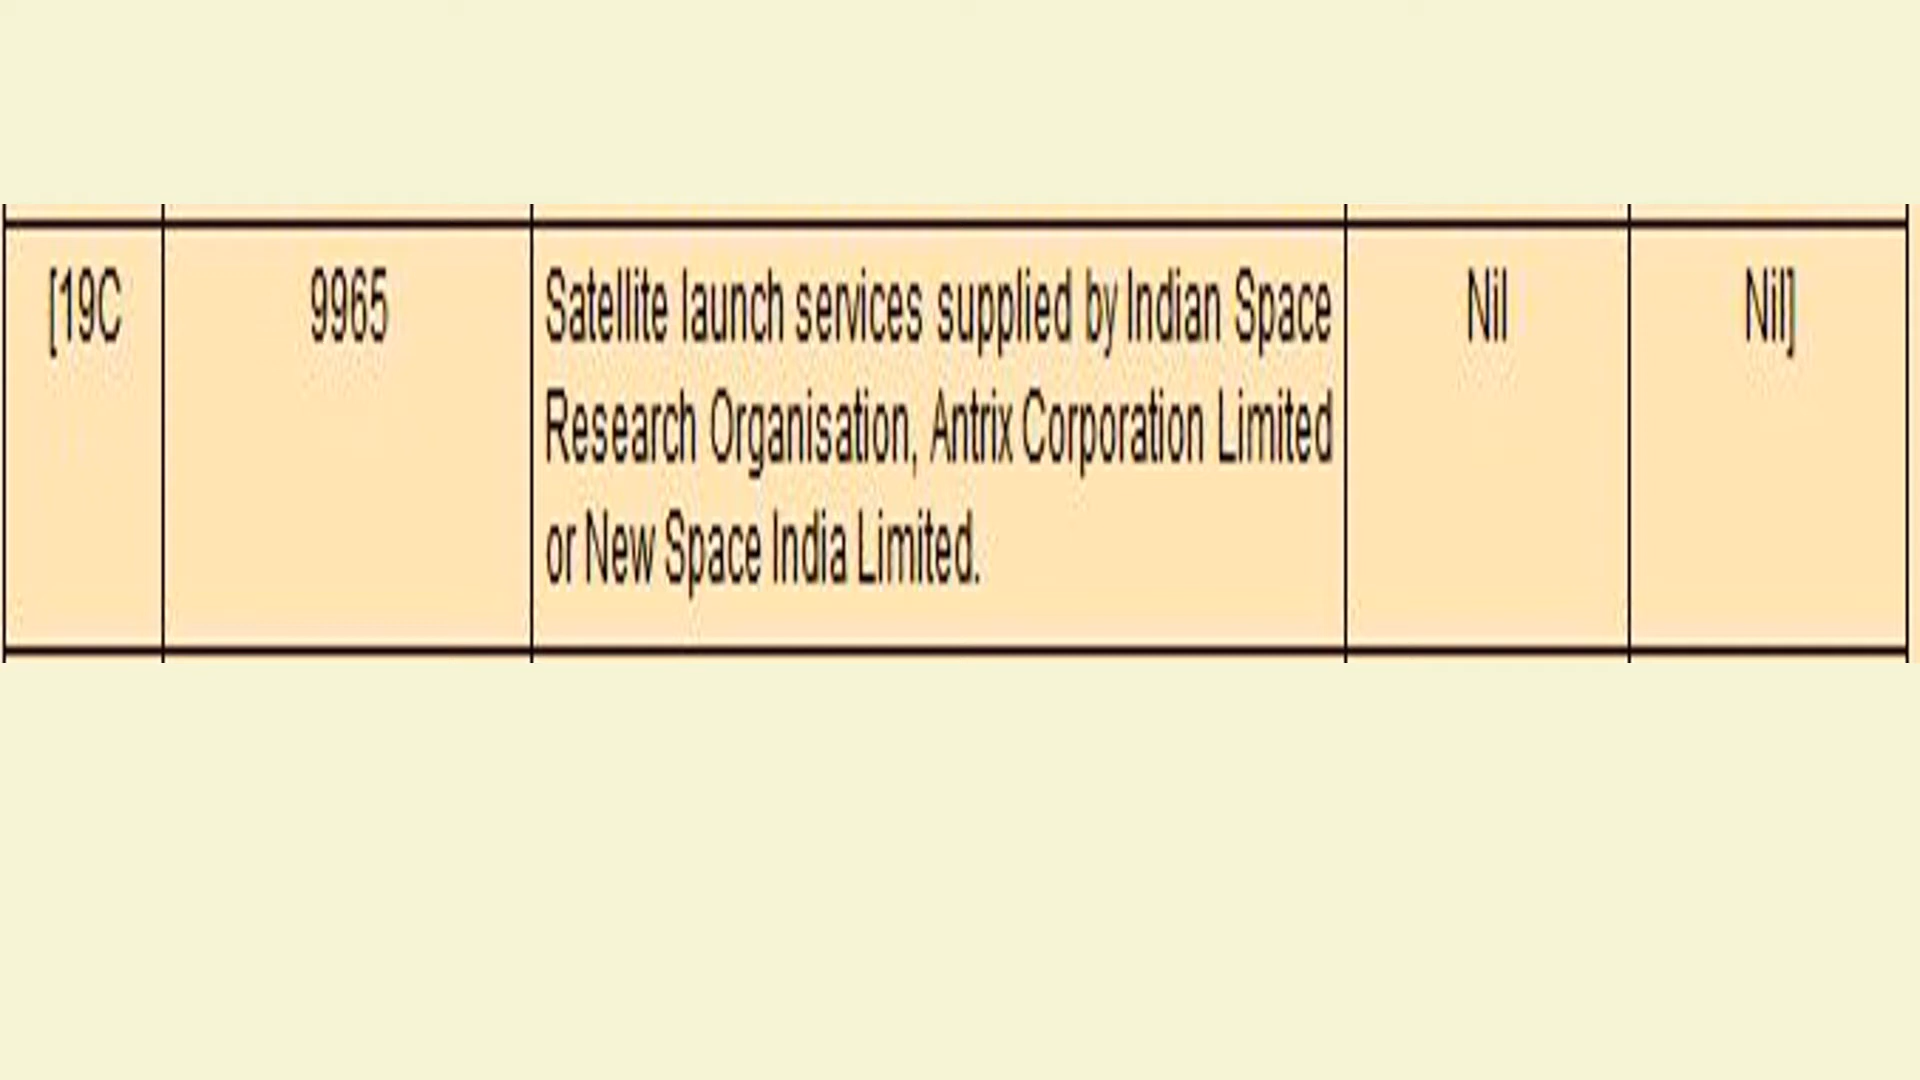 [19C 9965 Satellite launch services supplied by Indian Space Nil Nil]
Research Organisation, Antrix Corporation Limited
or New Space India Limited.